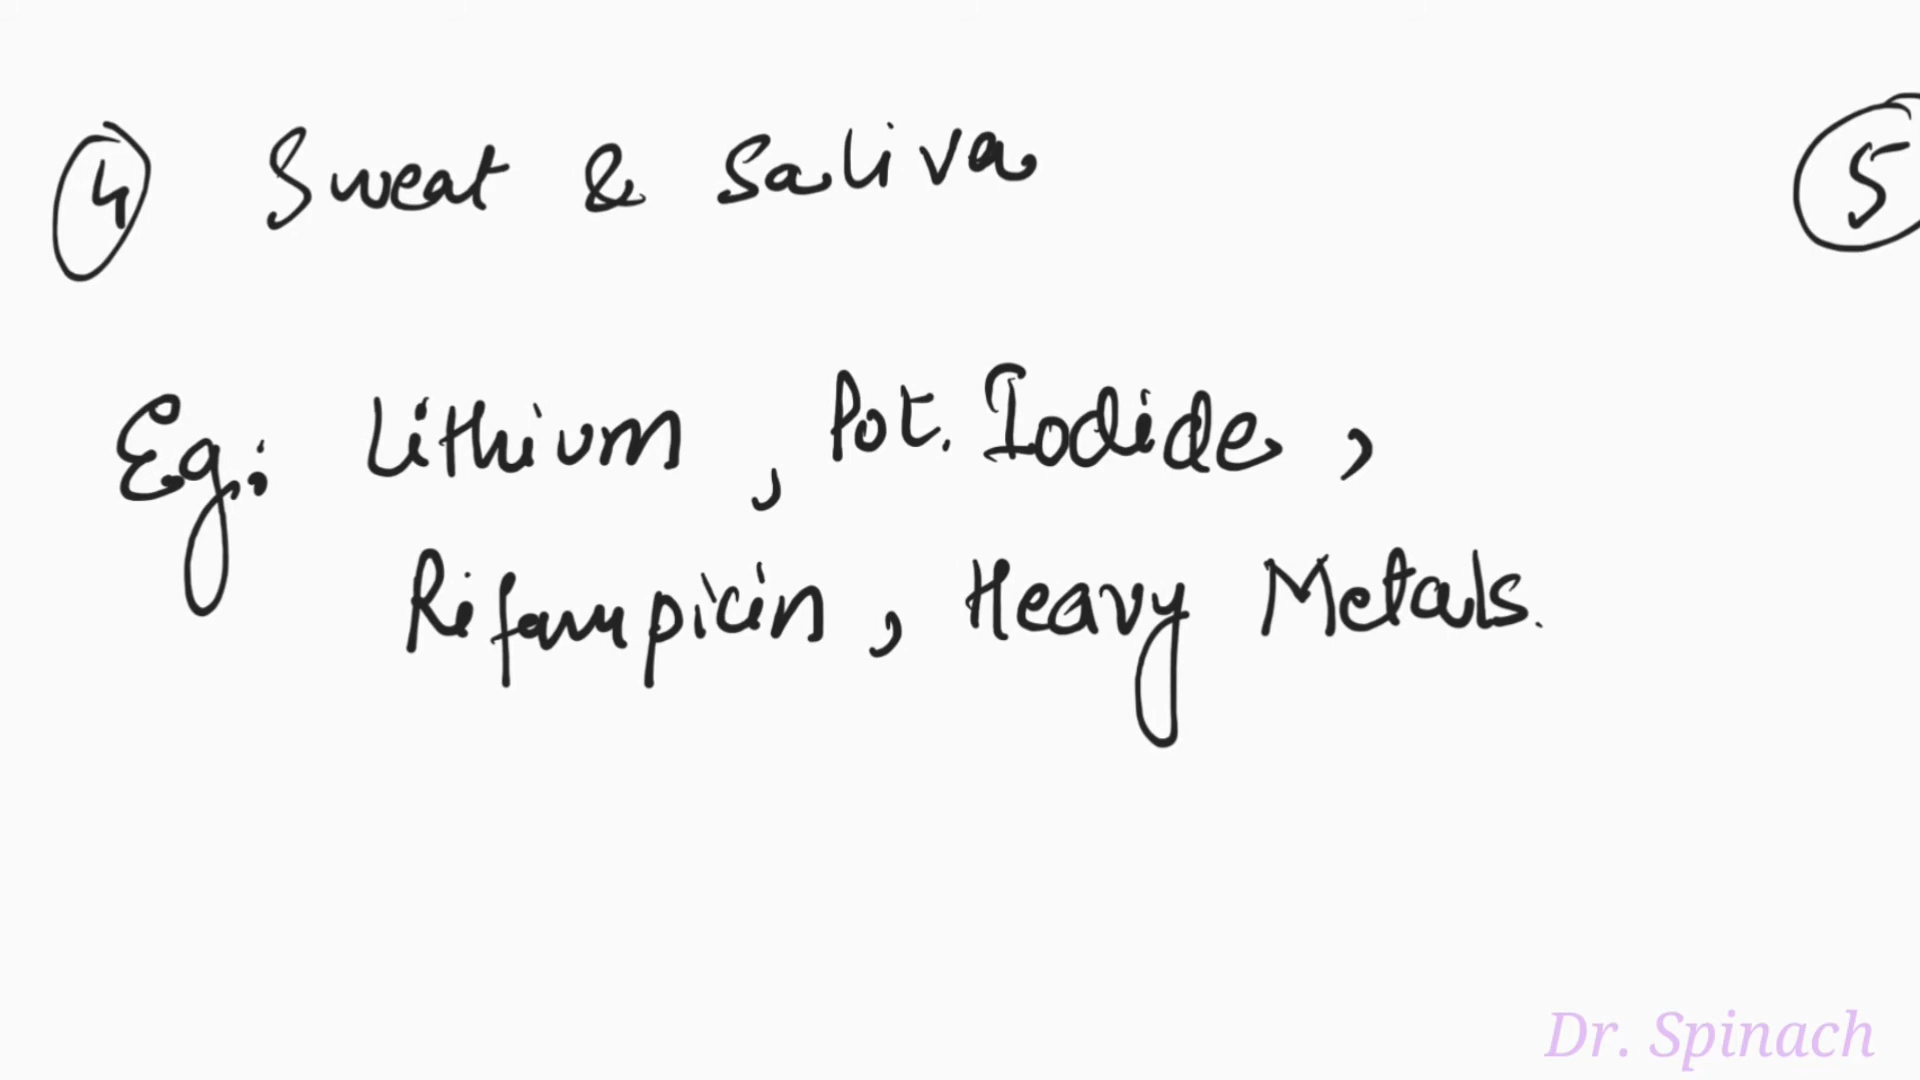 4 Sweat & Saliva
5
Eg: Lithium, Pot. Iodide,
Rifampicin, Heavy Metals.
Dr. Spinach